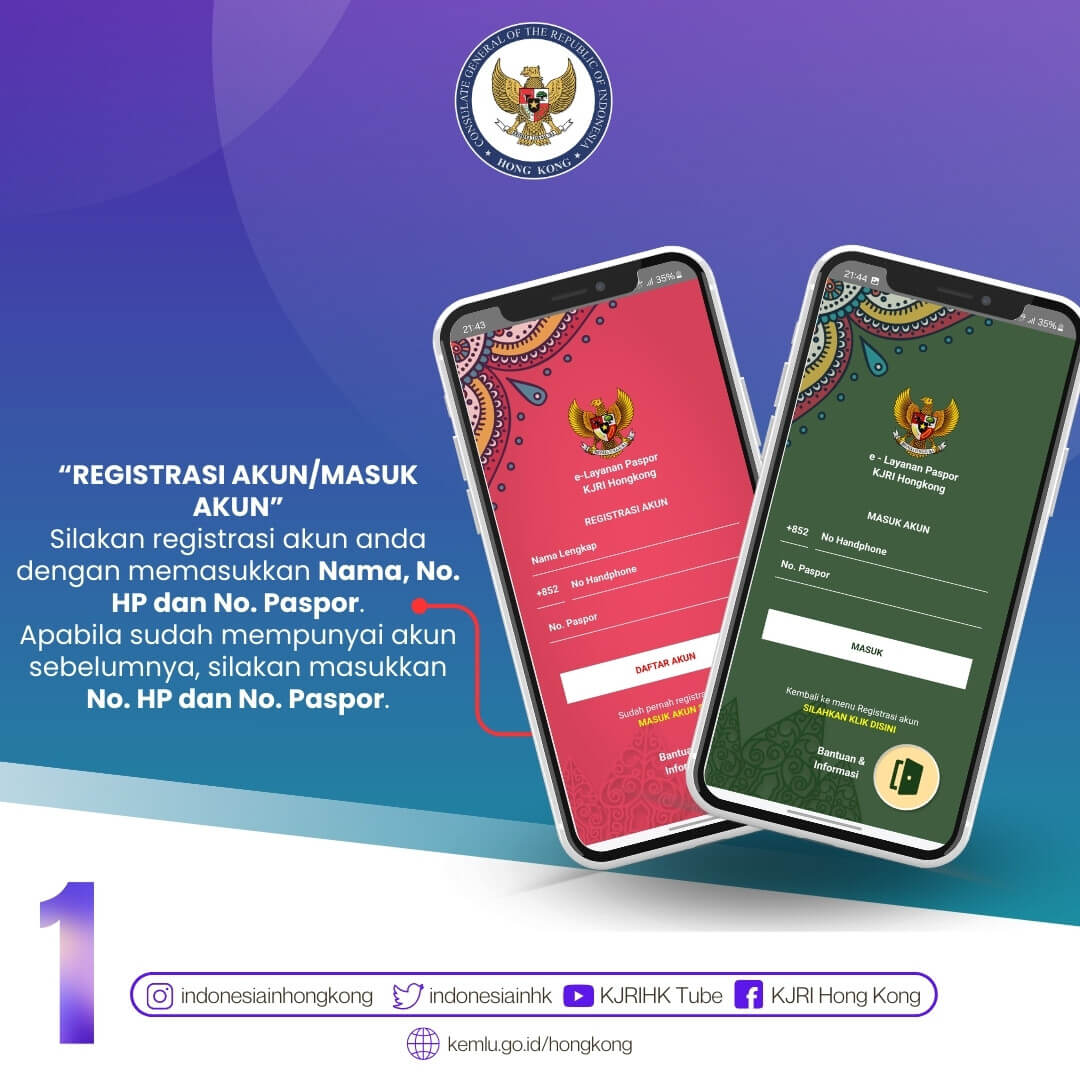 CONSULATE GENERAL OF THE REPUBLIC OF INDONESIA
HONG KONG
“REGISTRASI AKUN/MASUK
AKUN”
Silakan registrasi akun anda
dengan memasukkan Nama, No.
HP dan No. Paspor.
Apabila sudah mempunyai akun
sebelumnya, silakan masukkan
No. HP dan No. Paspor.
21:43
35%
e-Layanan Paspor
KJRI Hongkong
REGISTRASI AKUN
Nama Lengkap
+852 No Handphone
No. Paspor
DAFTAR AKUN
Sudah pernah
MASUK AKUN
21:44
35%
e - Layanan Paspor
KJRI Hongkong
MASUK AKUN
+852 No Handphone
No. Paspor
MASUK
Kembali ke menu Registrasi akun
SILAHKAN KLIK DISINI
Bantuan &
Informasi
1
indonesiainhongkong indonesiainhk KJRIHK Tube KJRI Hong Kong
kemlu.go.id/hongkong